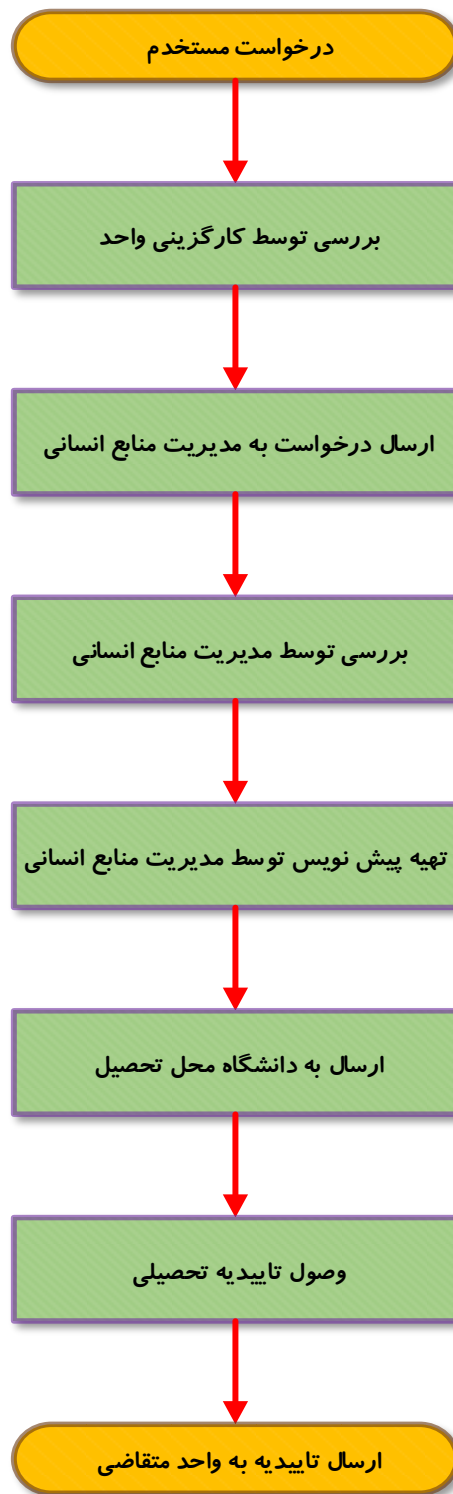 درخواست مستخدم
بررسی توسط کارگزینی واحد
ارسال درخواست به مدیریت منابع انسانی
بررسی توسط مدیریت منابع انسانی
تهیه پیش نویس توسط مدیریت منابع انسانی
ارسال به دانشگاه محل تحصیل
وصول تاییدیه تحصیلی
ارسال تاییدیه به واحد متقاضی